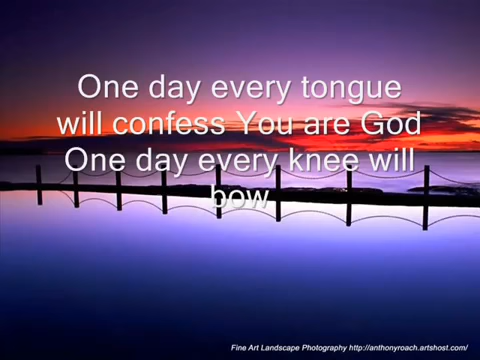 One day every tongue
will confess You are God
One day every knee will
bow
Fine Art Landscape Photography http://anthonyroach.artshost.com/